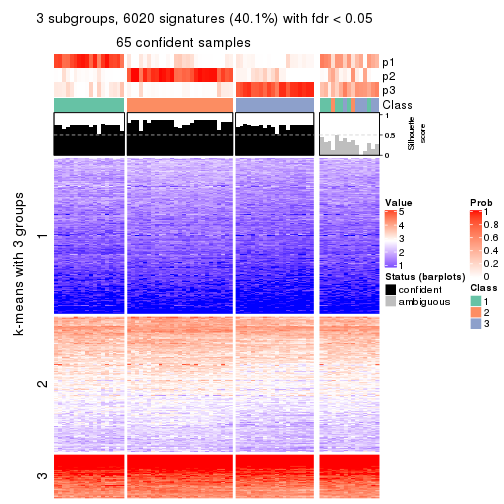 3 subgroups, 6020 signatures (40.1%) with fdr < 0.05
65 confident samples
p1
p2
p3
Class
1
0.5
0
Silhouette
score
k-means with 3 groups
1
2
3
Value
5
4
3
2
1
Status (barplots)
confident
ambiguous
Prob
1
0.8
0.6
0.4
0.2
0
Class
1
2
3